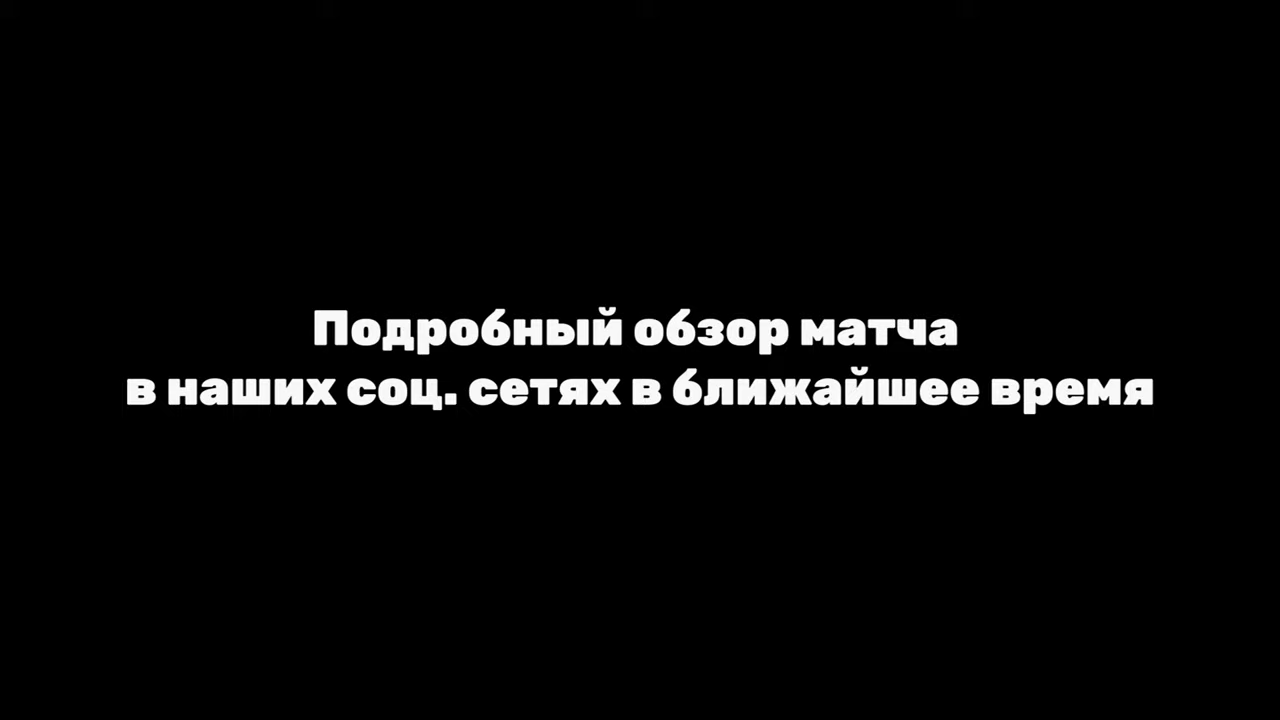 Подробный обзор матча
в наших соц. сетях в ближайшее время